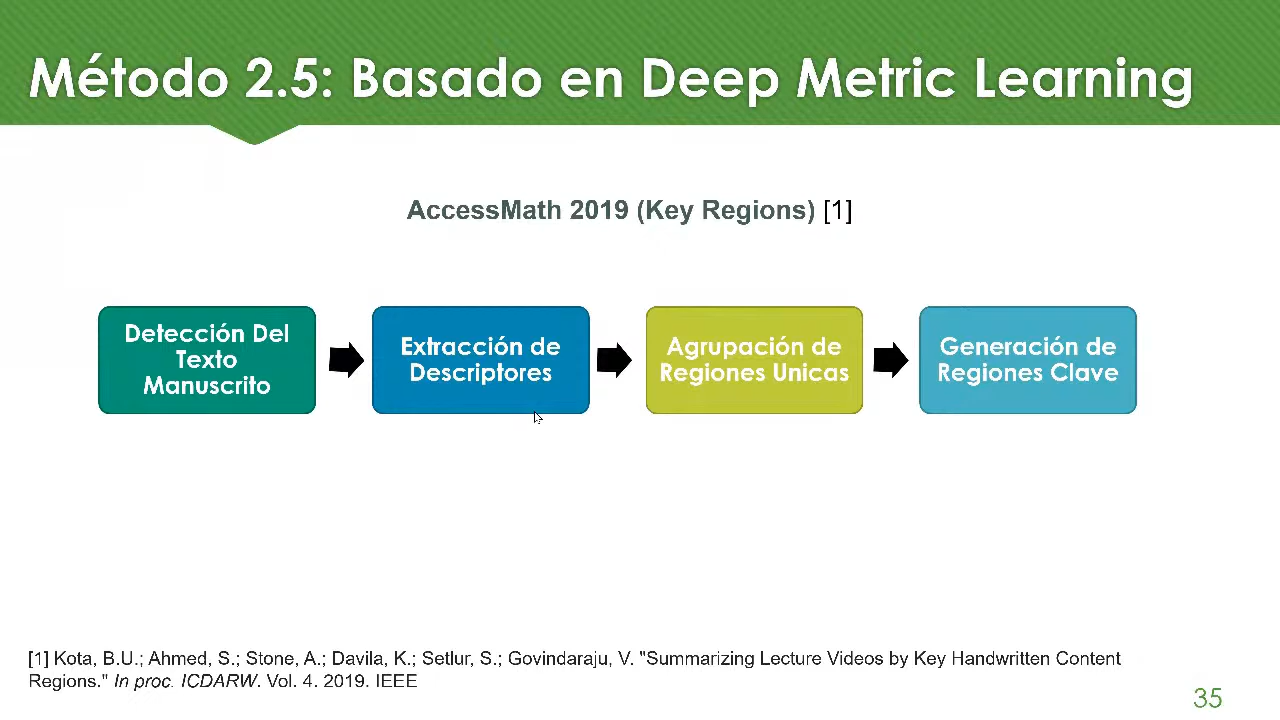 Método 2.5: Basado en Deep Metric Learning
AccessMath 2019 (Key Regions) [1]
Detección Del
Texto
Manuscrito
Extracción de
Descriptores
Agrupación de
Regiones Unicas
Generación de
Regiones Clave
[1] Kota, B.U.; Ahmed, S.; Stone, A.; Davila, K.; Setlur, S.; Govindaraju, V. "Summarizing Lecture Videos by Key Handwritten Content
Regions." In proc. ICDARW. Vol. 4. 2019. IEEE
35